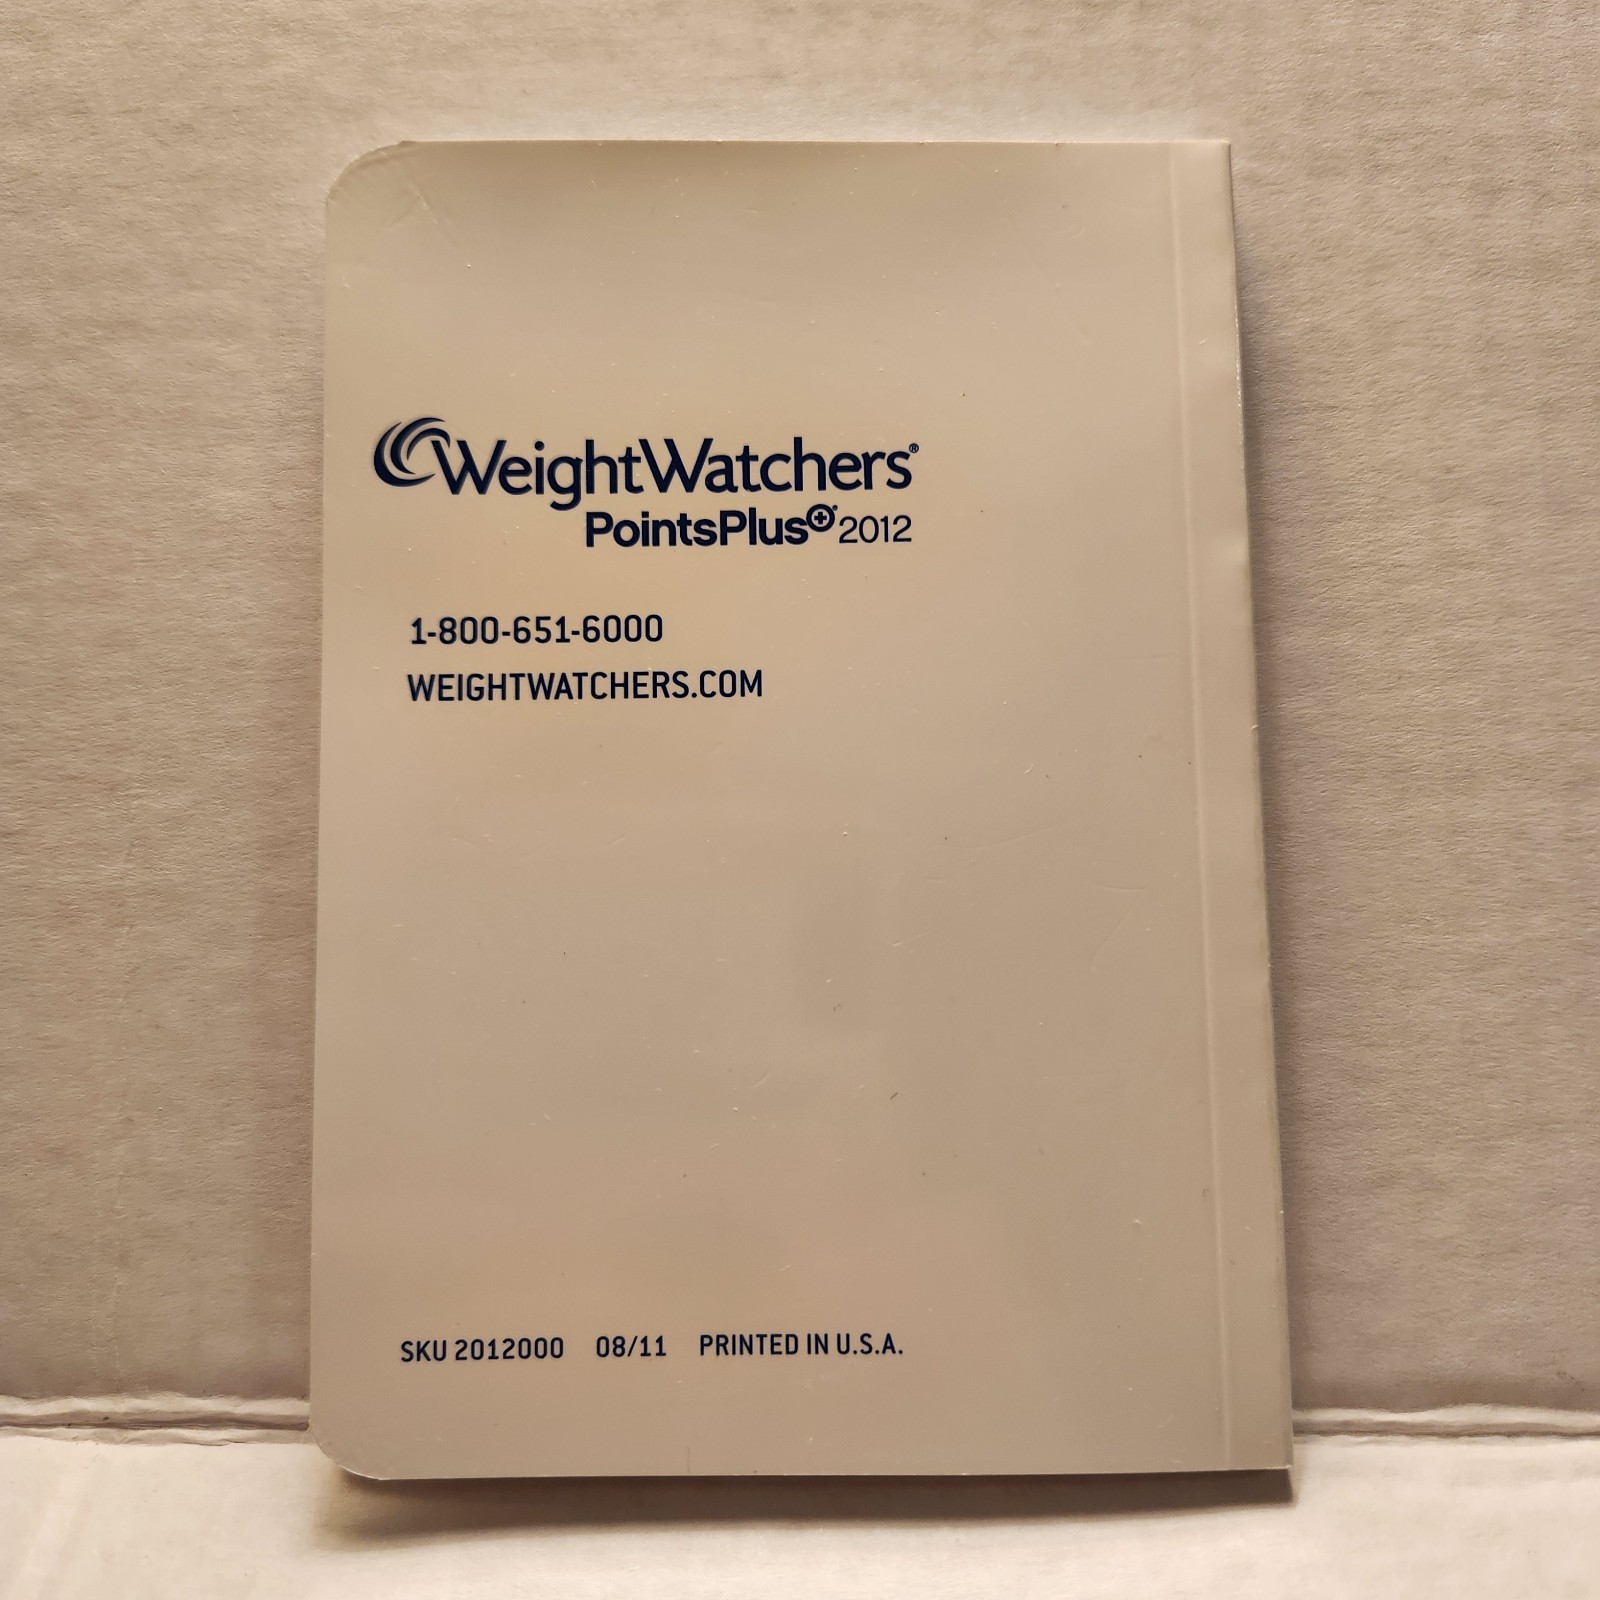 WeightWatchers®
PointsPlus® 2012
1-800-651-6000
WEIGHTWATCHERS.COM
SKU 2012000 08/11 PRINTED IN U.S.A.